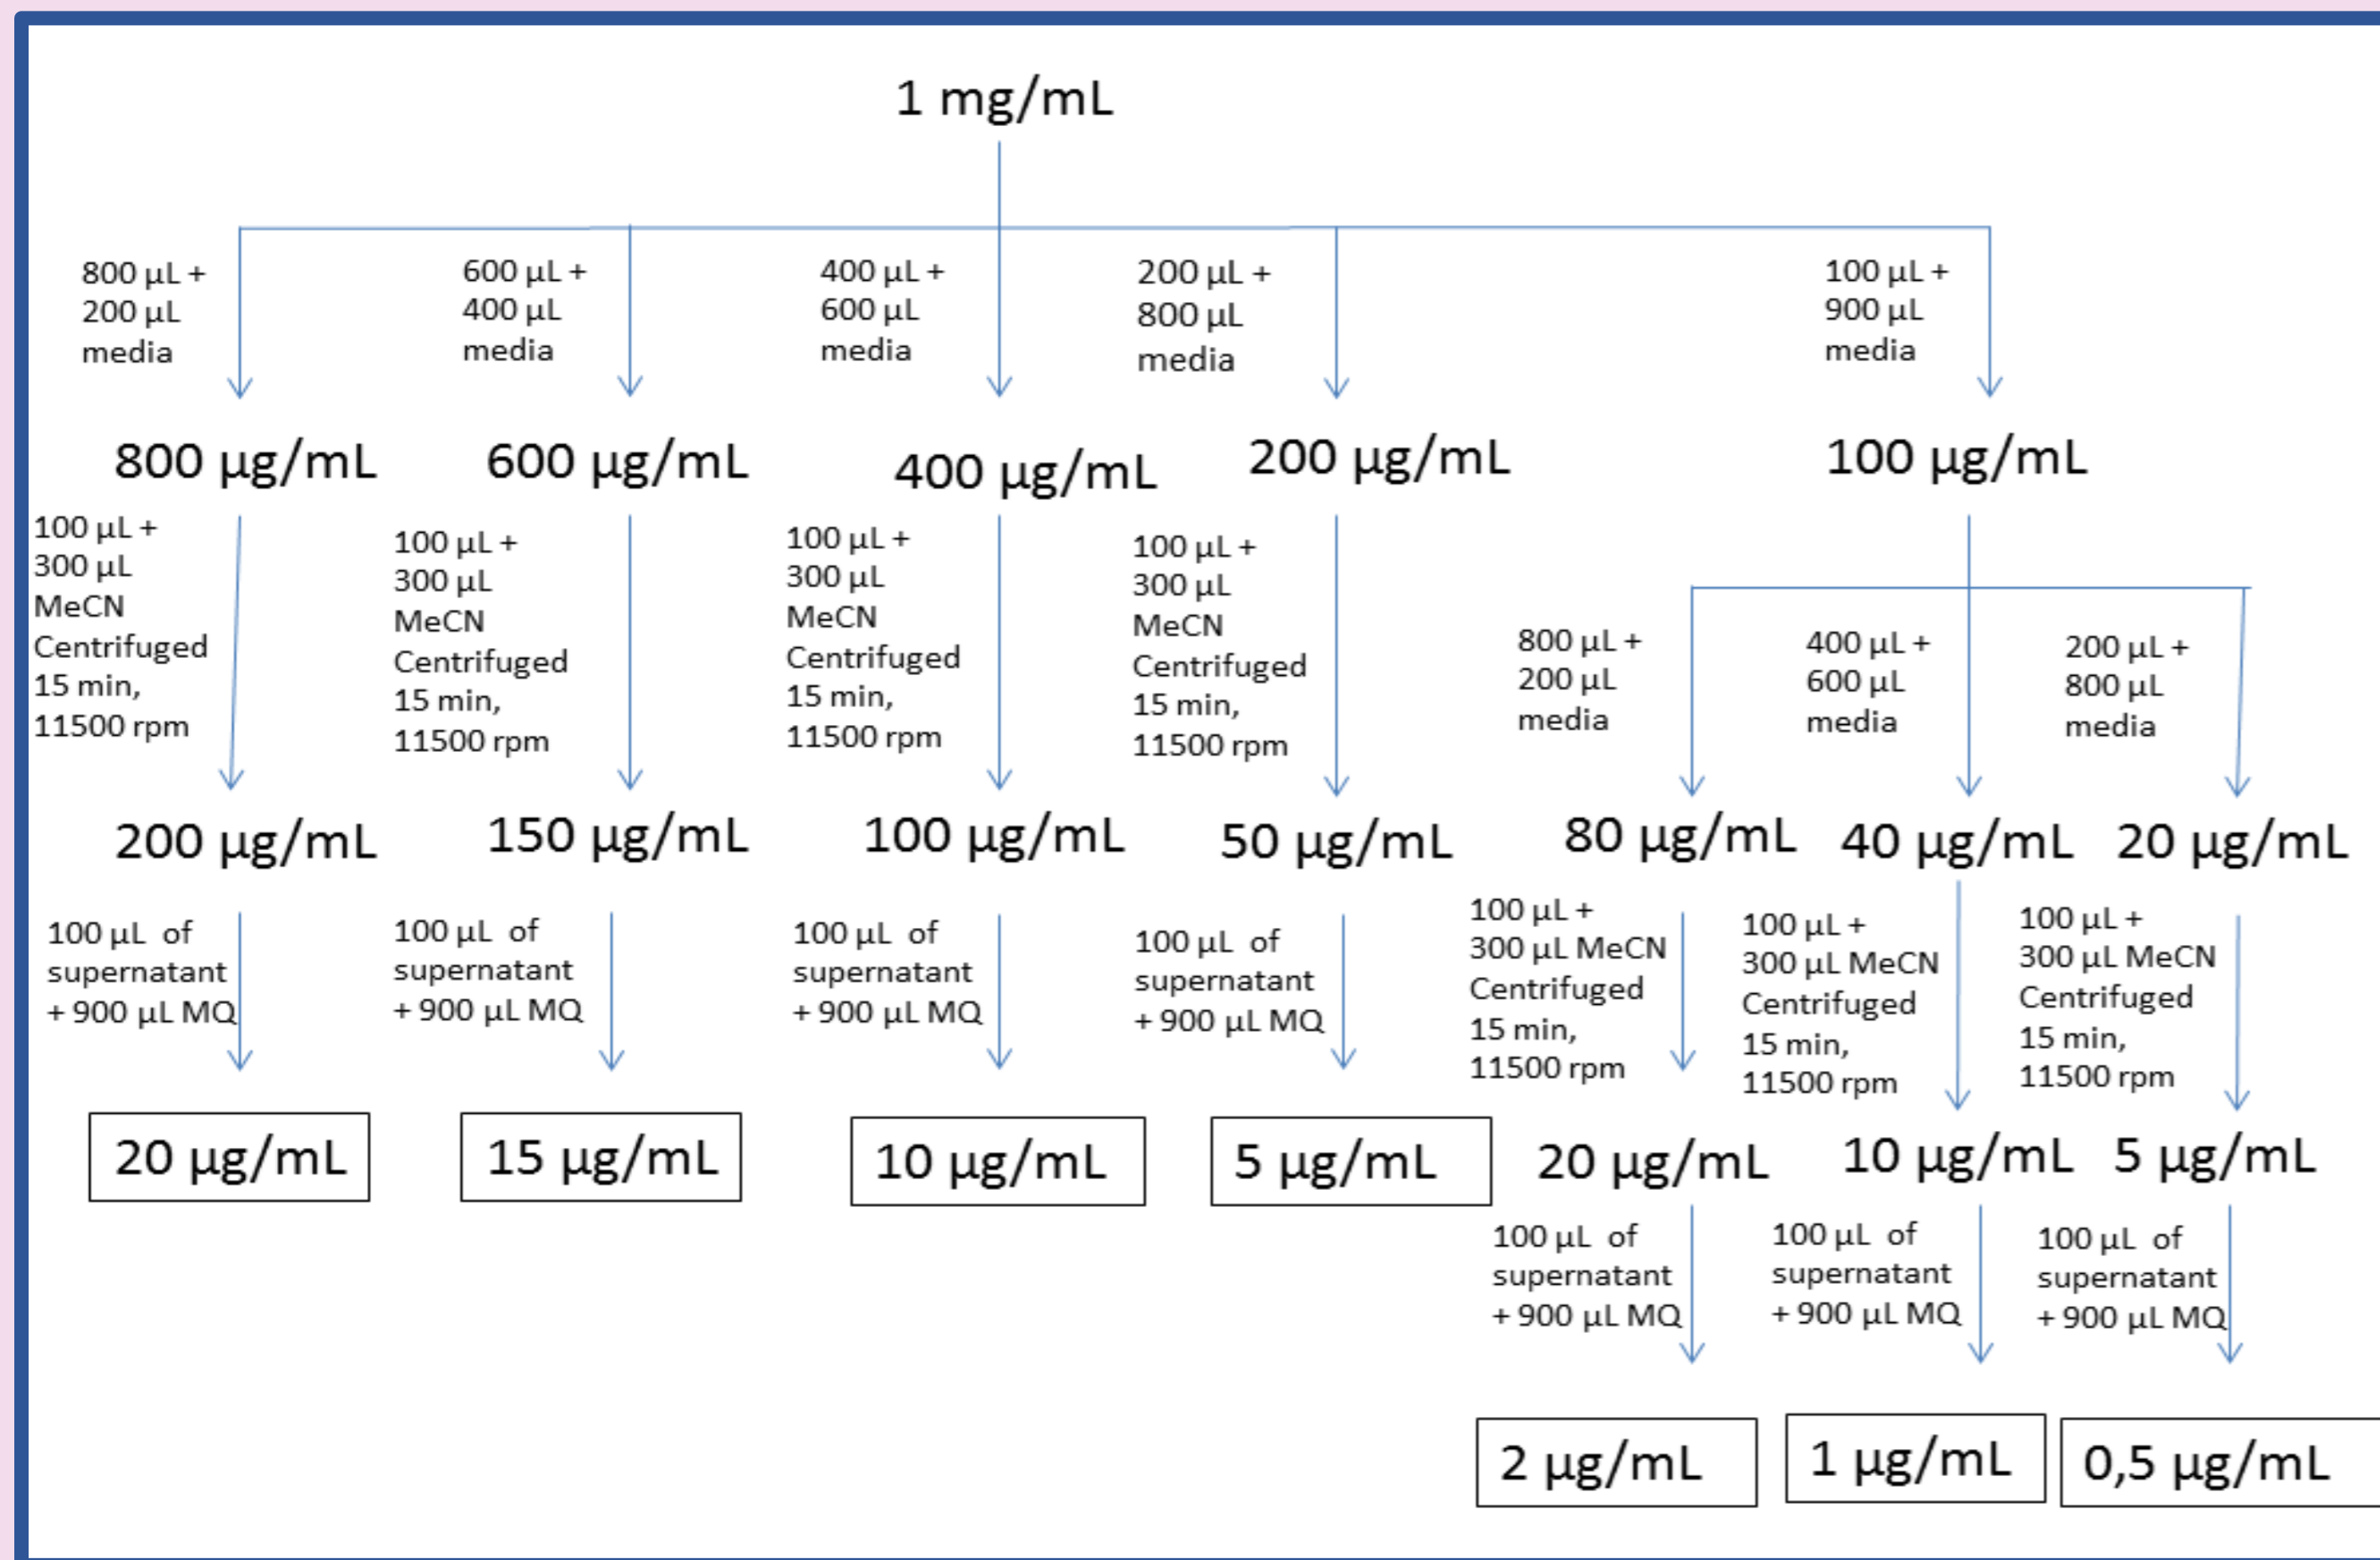 1 mg/mL
800 µL +
200 µL
media
600 µL +
400 µL
media
400 µL +
600 µL
media
200 µL +
800 µL
media
100 µL +
900 µL
media
800 µg/mL
600 µg/mL
400 µg/mL
200 µg/mL
100 µg/mL
100 µL +
300 µL
MeCN
Centrifuged
15 min,
11500 rpm
100 µL +
300 µL
MeCN
Centrifuged
15 min,
11500 rpm
100 µL +
300 µL
MeCN
Centrifuged
15 min,
11500 rpm
100 µL +
300 µL
MeCN
Centrifuged
15 min,
11500 rpm
800 µL +
200 µL
media
400 µL +
600 µL
media
200 µL +
800 µL
media
200 µg/mL
150 µg/mL
100 µg/mL
50 µg/mL
80 µg/mL
40 µg/mL
20 µg/mL
100 µL of
supernatant
+ 900 µL MQ
100 µL of
supernatant
+ 900 µL MQ
100 µL of
supernatant
+ 900 µL MQ
100 µL of
supernatant
+ 900 µL MQ
100 µL +
300 µL MeCN
Centrifuged
15 min,
11500 rpm
100 µL +
300 µL MeCN
Centrifuged
15 min,
11500 rpm
100 µL +
300 µL MeCN
Centrifuged
15 min,
11500 rpm
20 µg/mL
15 µg/mL
10 µg/mL
5 µg/mL
20 µg/mL
10 µg/mL
5 µg/mL
100 µL of
supernatant
+ 900 µL MQ
100 µL of
supernatant
+ 900 µL MQ
100 µL of
supernatant
+ 900 µL MQ
2 µg/mL
1 µg/mL
0,5 µg/mL